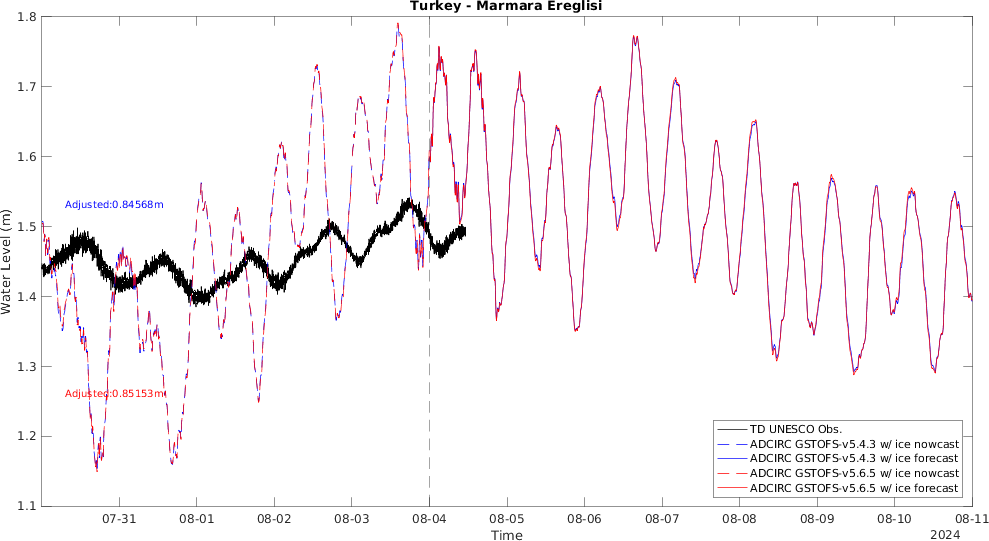 Turkey - Marmara Ereglisi
1.8
1.7
1.6
1.5
1.4
1.3
1.2
1.1
Water Level (m)
Adjusted:0.84568m
Adjusted:0.85153m
TD UNESCO Obs.
ADCIRC GSTOFS-v5.4.3 w/ ice nowcast
ADCIRC GSTOFS-v5.4.3 w/ ice forecast
ADCIRC GSTOFS-v5.6.5 w/ ice nowcast
ADCIRC GSTOFS-v5.6.5 w/ ice forecast
07-31 08-01 08-02 08-03 08-04 08-05 08-06 08-07 08-08 08-09 08-10 08-11
Time
2024